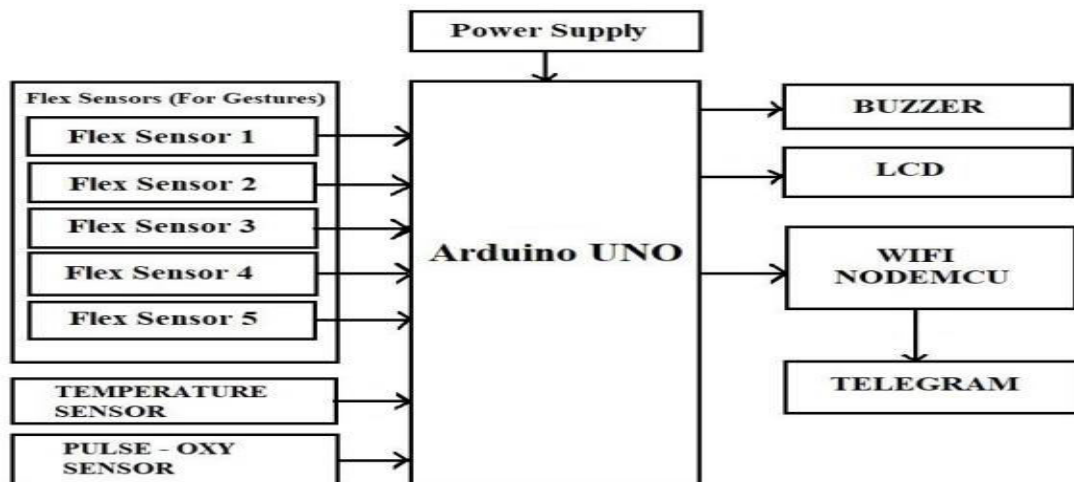 Power Supply
Flex Sensors (For Gestures)
Flex Sensor 1
Flex Sensor 2
Flex Sensor 3
Flex Sensor 4
Flex Sensor 5
TEMPERATURE
SENSOR
PULSE - OXY
SENSOR
Arduino UNO
BUZZER
LCD
WIFI
NODEMCU
TELEGRAM